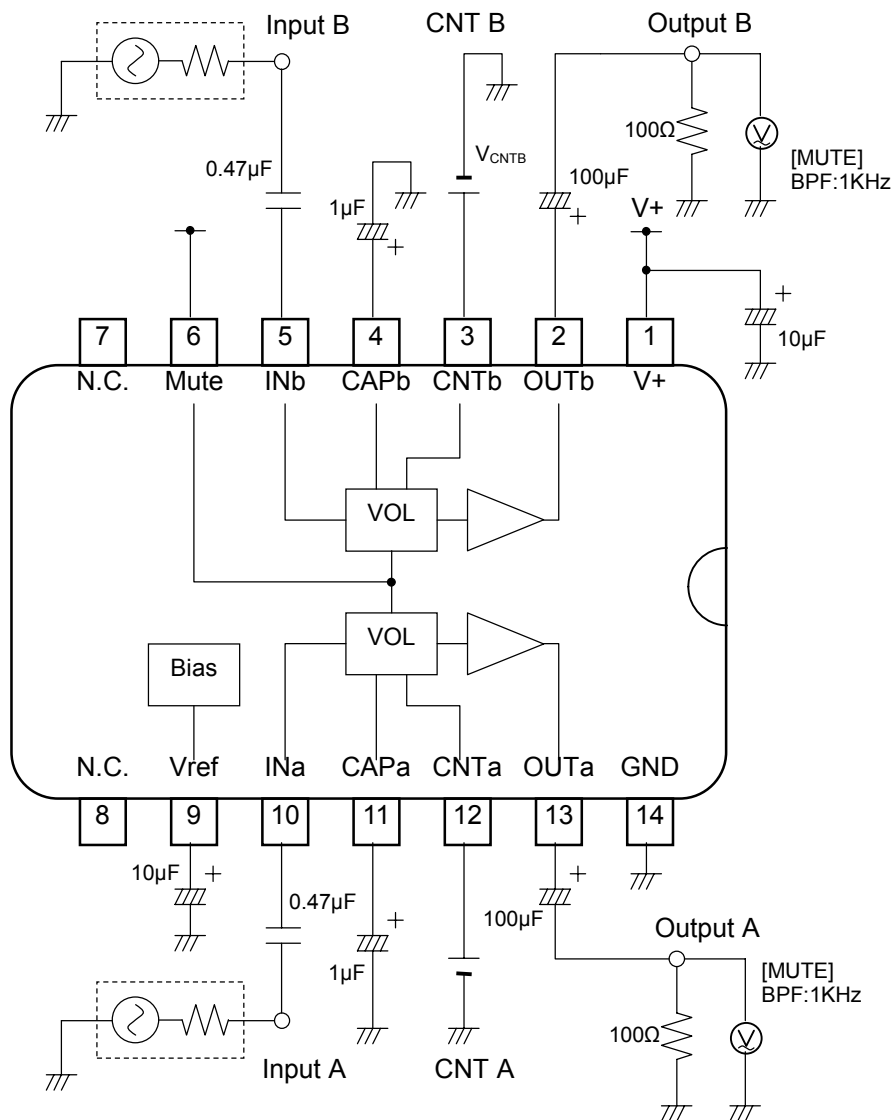 Input B
CNT B
Output B
0.47µF
1µF
V_CNTB
100µF
100Ω
V
[MUTE]
BPF:1KHz
V+
10µF
7
6
5
4
3
2
1
N.C.
Mute
INb
CAPb
CNTb
OUTb
V+
VOL
VOL
Bias
N.C.
Vref
INa
CAPa
CNTa
OUTa
GND
8
9
10
11
12
13
14
10µF
0.47µF
1µF
100µF
Output A
[MUTE]
BPF:1KHz
100Ω
V
Input A
CNT A